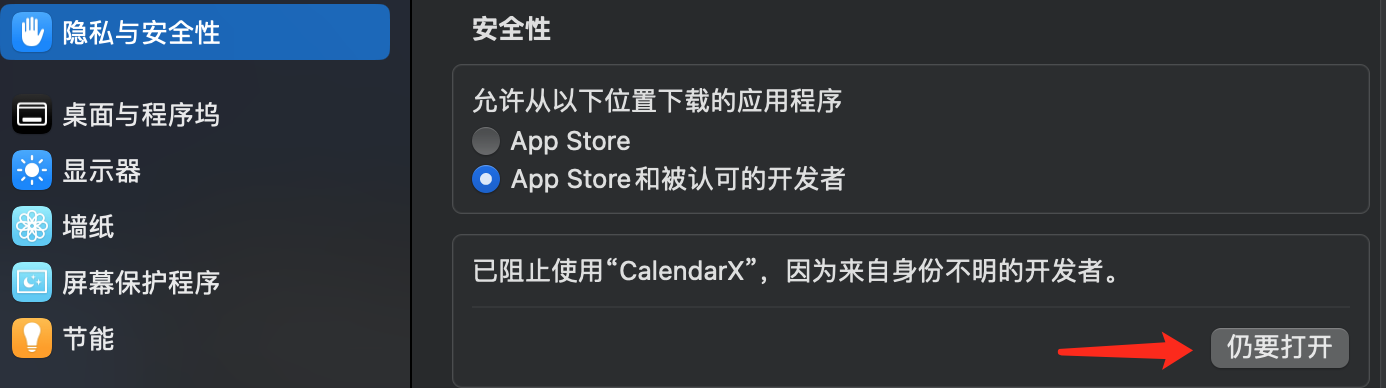 隐私与安全性
桌面与程序坞
显示器
墙纸
屏幕保护程序
节能
安全性
允许从以下位置下载的应用程序
App Store
App Store和被认可的开发者
已阻止使用“CalendarX”，因为来自身份不明的开发者。
仍要打开